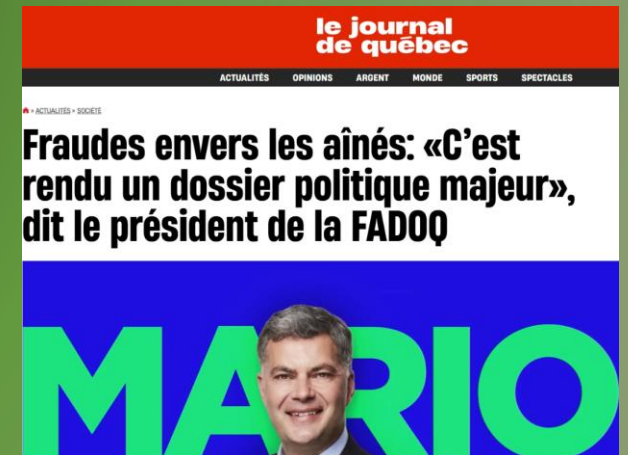 le journal
de québec
ACTUALITÉS OPINIONS ARGENT MONDE SPORTS SPECTACLES
» ACTUALITÉS » SOCIÉTÉ
Fraudes envers les aînés: «C’est
rendu un dossier politique majeur»,
dit le président de la FADOQ
MARIO